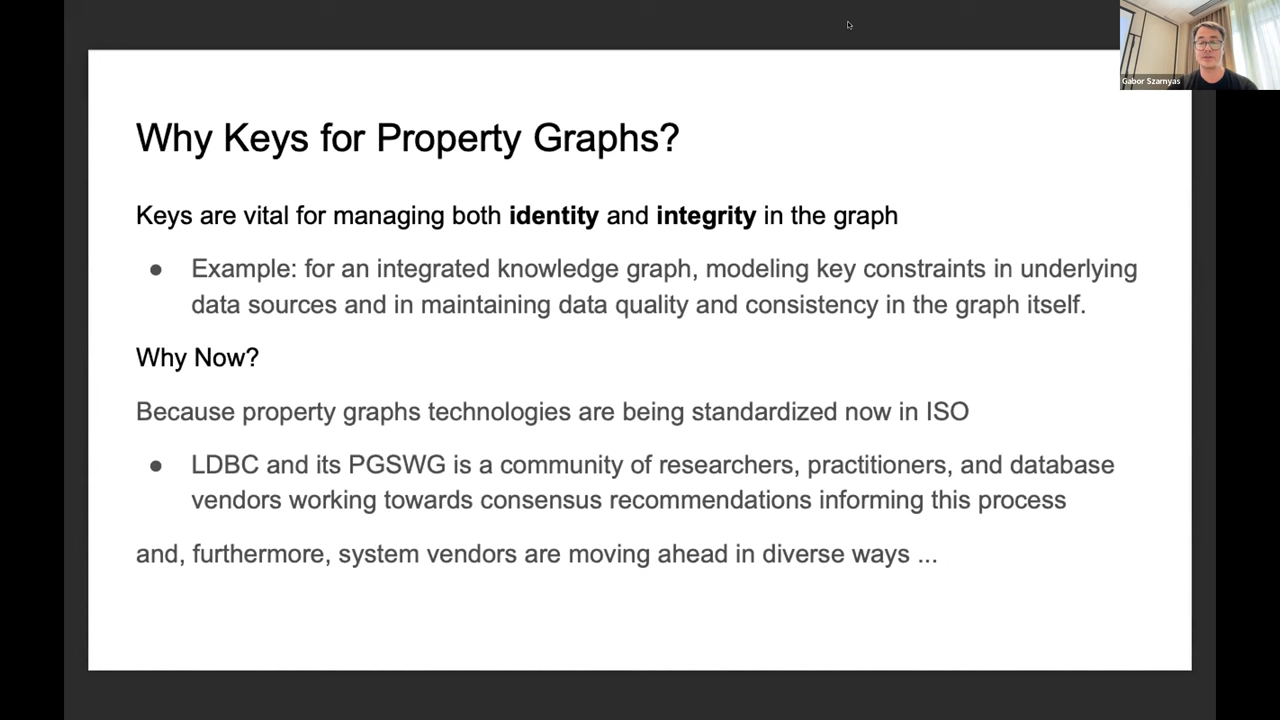 Gabor Szarnyas
Why Keys for Property Graphs?
Keys are vital for managing both identity and integrity in the graph
● Example: for an integrated knowledge graph, modeling key constraints in underlying
data sources and in maintaining data quality and consistency in the graph itself.
Why Now?
Because property graphs technologies are being standardized now in ISO
● LDBC and its PGSWG is a community of researchers, practitioners, and database
vendors working towards consensus recommendations informing this process
and, furthermore, system vendors are moving ahead in diverse ways ...